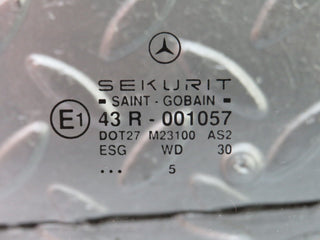 SEKURIT
SAINT - GOBAIN
E1 43 R - 001057
DOT27 M23100 AS2
ESG WD 30
... 5